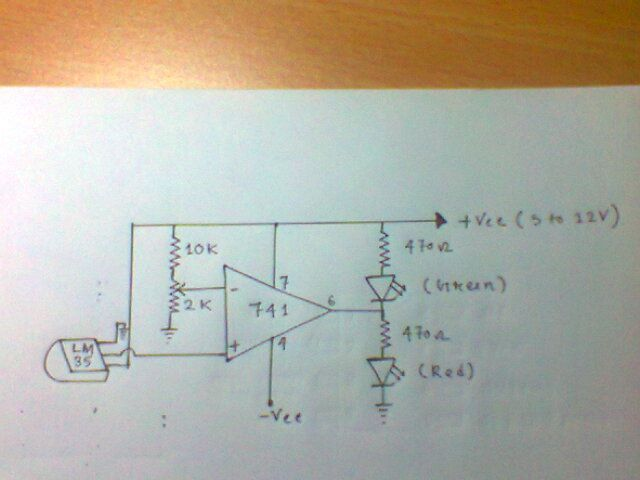 +Vcc (5 to 12V)
10K
470Ω
7
(Green)
2K
-
741
6
470Ω
+
4
LM
35
(Red)
-Vcc